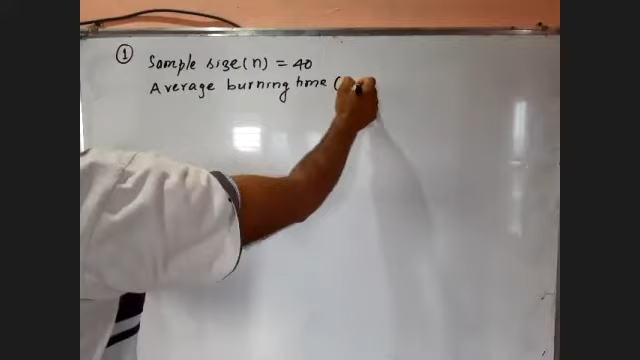 ① Sample size (n) = 40
Average burning time (